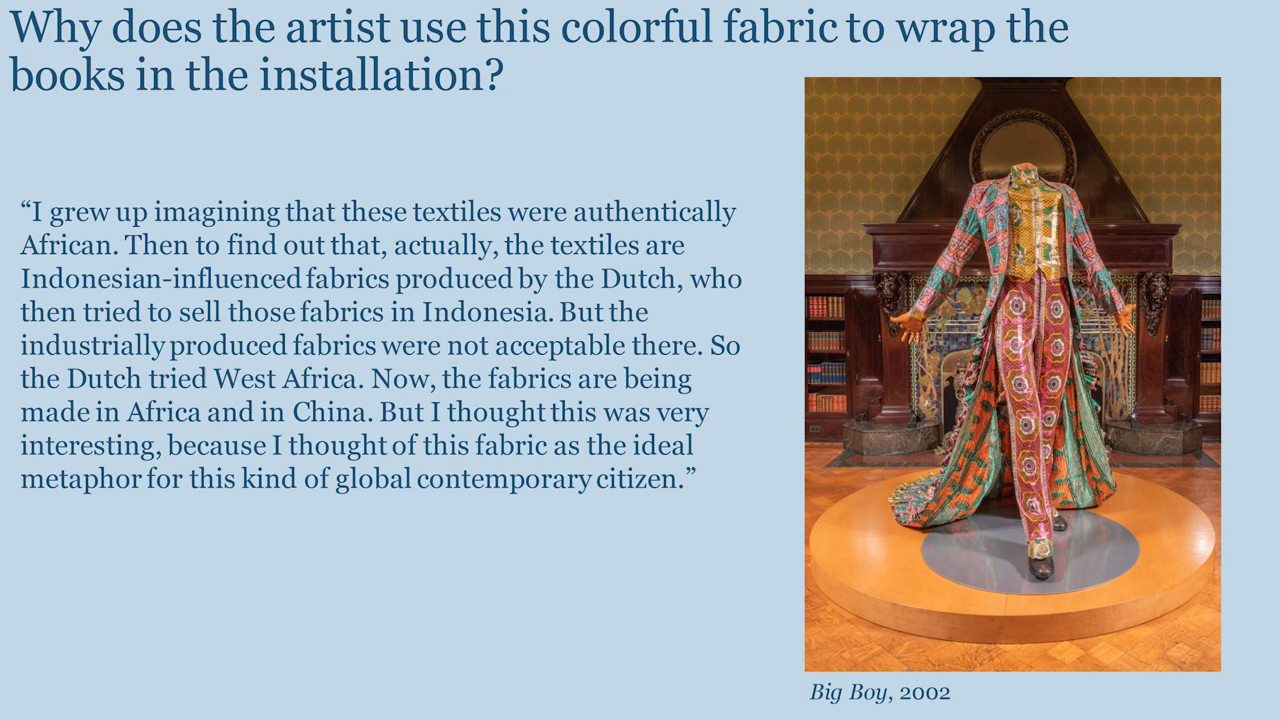 Why does the artist use this colorful fabric to wrap the
books in the installation?
“I grew up imagining that these textiles were authentically
African. Then to find out that, actually, the textiles are
Indonesian-influenced fabrics produced by the Dutch, who
then tried to sell those fabrics in Indonesia. But the
industrially produced fabrics were not acceptable there. So
the Dutch tried West Africa. Now, the fabrics are being
made in Africa and in China. But I thought this was very
interesting, because I thought of this fabric as the ideal
metaphor for this kind of global contemporary citizen.”
Big Boy, 2002